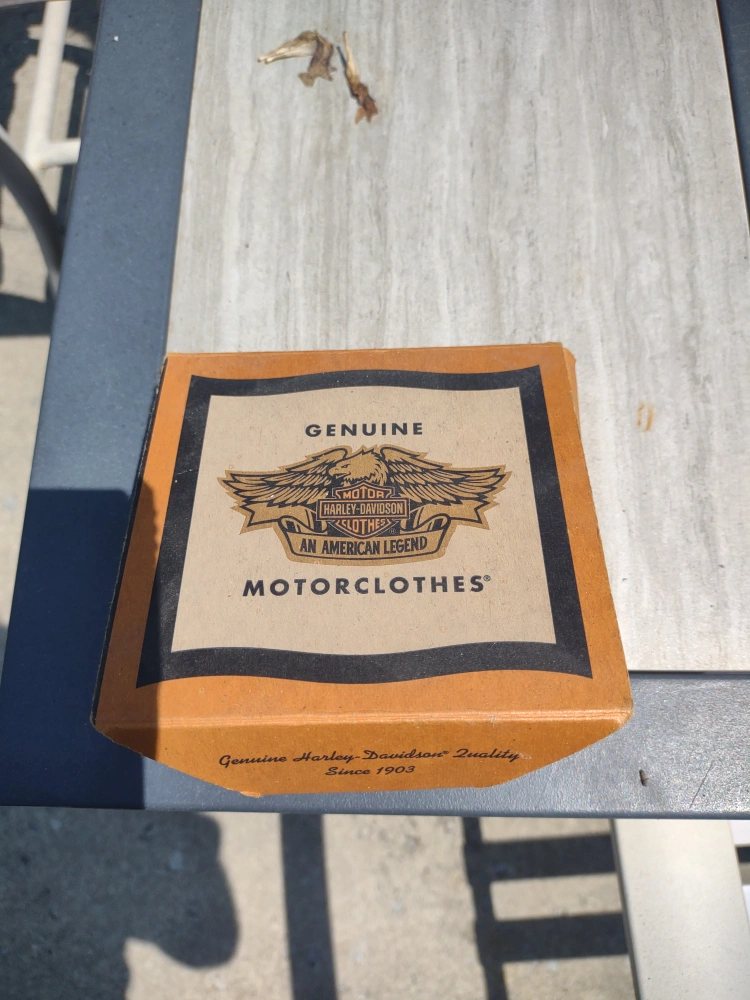 GENUINE
MOTOR
HARLEY-DAVIDSON
CLOTHES
AN AMERICAN LEGEND
MOTORCLOTHES®
Genuine Harley-Davidson® Quality
Since 1903